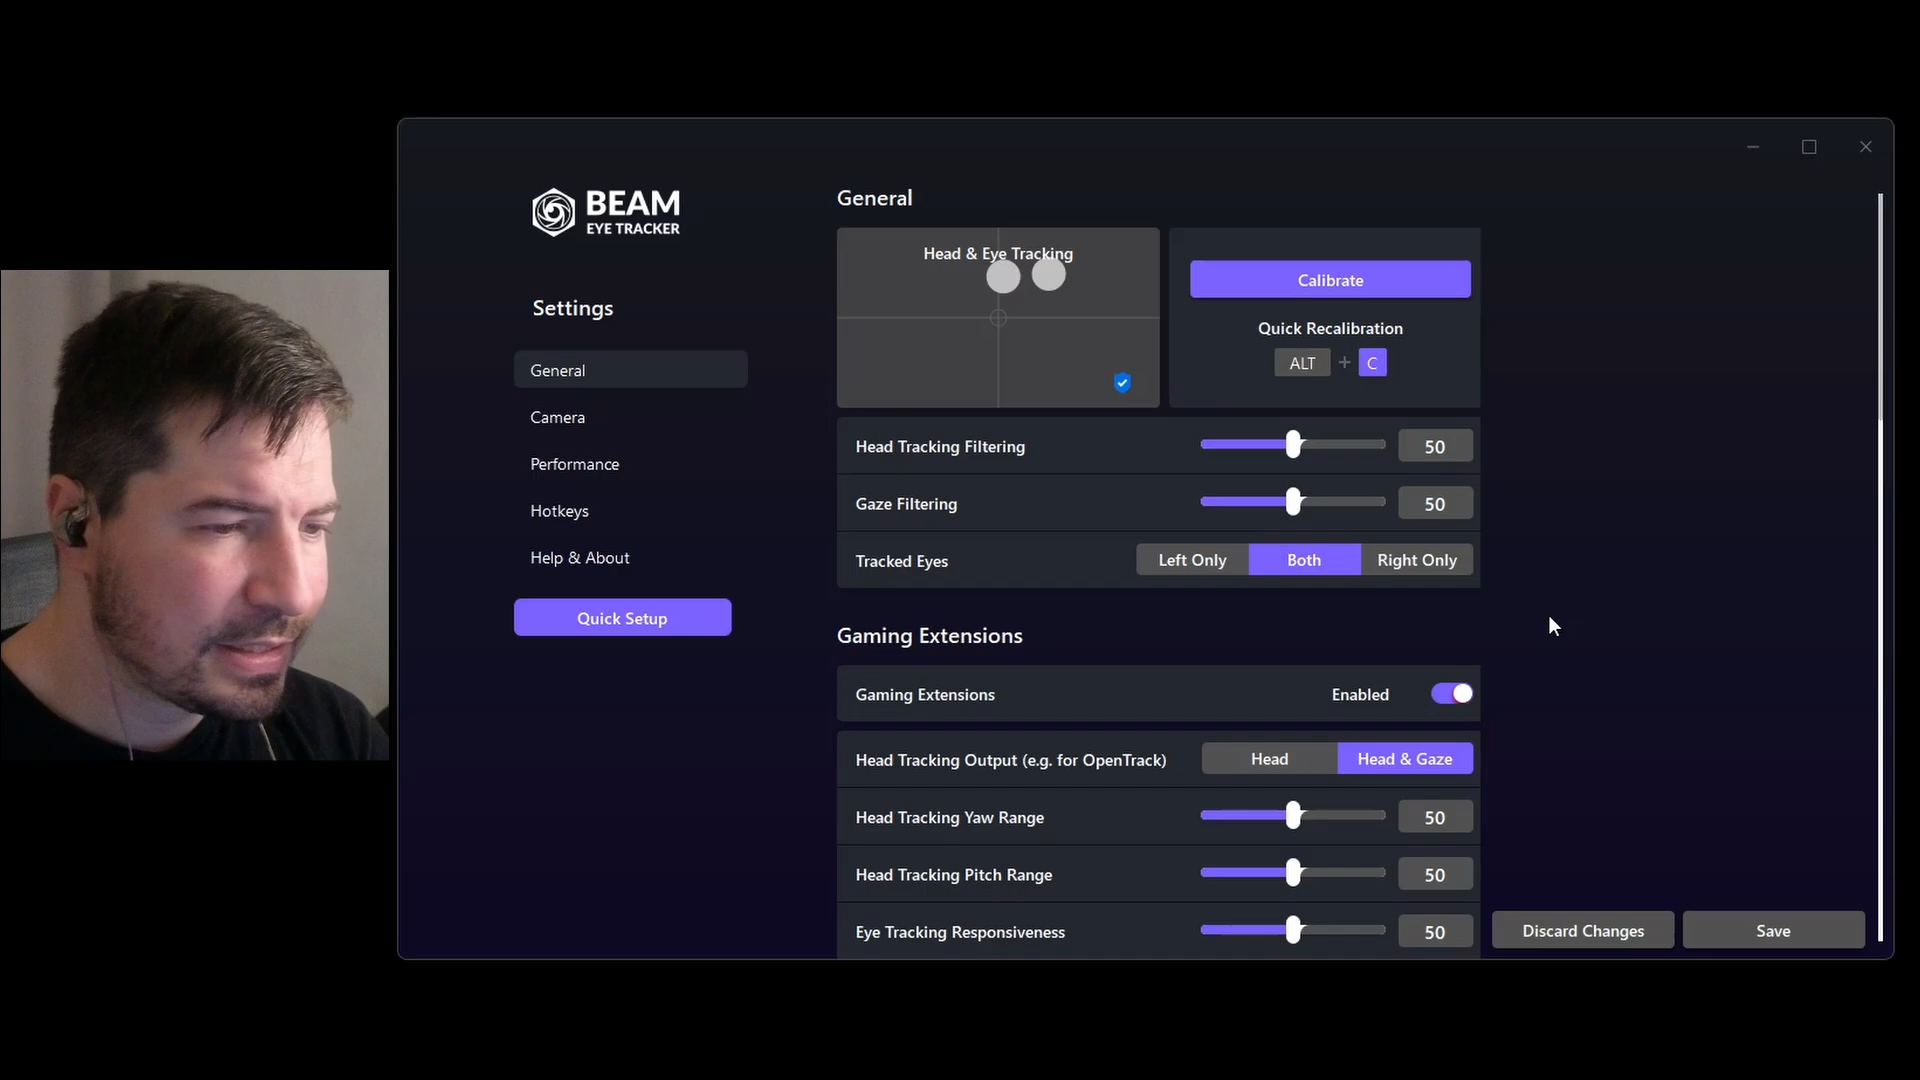 BEAM
EYE TRACKER
Settings
General
Camera
Performance
Hotkeys
Help & About
Quick Setup
General
Head & Eye Tracking
Calibrate
Quick Recalibration
ALT + C
Head Tracking Filtering 50
Gaze Filtering 50
Tracked Eyes Left Only Both Right Only
Gaming Extensions
Gaming Extensions Enabled
Head Tracking Output (e.g. for OpenTrack) Head Head & Gaze
Head Tracking Yaw Range 50
Head Tracking Pitch Range 50
Eye Tracking Responsiveness 50
Discard Changes Save